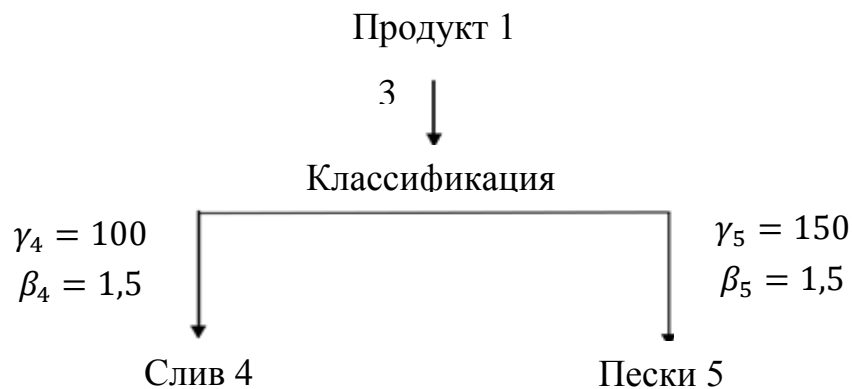 Продукт 1
3
Классификация
γ₄ = 100
β₄ = 1,5
γ₅ = 150
β₅ = 1,5
Слив 4
Пески 5